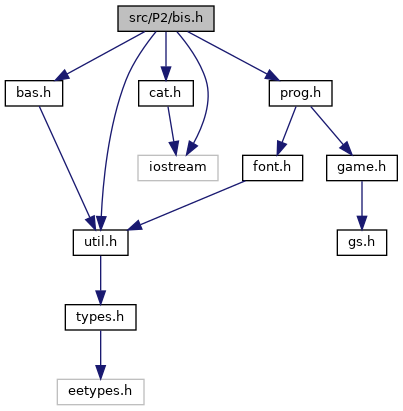 src/P2/bis.h
bas.h
cat.h
prog.h
iostream
font.h
game.h
util.h
gs.h
types.h
eetypes.h